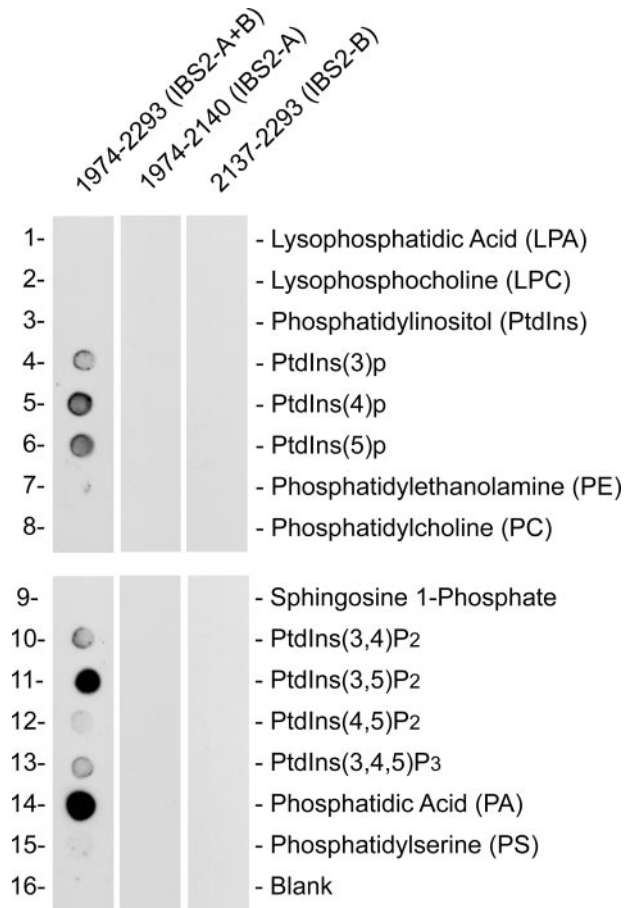 1974-2293 (IBS2-A+B)
1974-2140 (IBS2-A)
2137-2293 (IBS2-B)
1- - Lysophosphatidic Acid (LPA)
2- - Lysophosphocholine (LPC)
3- - Phosphatidylinositol (PtdIns)
4- - PtdIns(3)p
5- - PtdIns(4)p
6- - PtdIns(5)p
7- - Phosphatidylethanolamine (PE)
8- - Phosphatidylcholine (PC)
9- - Sphingosine 1-Phosphate
10- - PtdIns(3,4)P2
11- - PtdIns(3,5)P2
12- - PtdIns(4,5)P2
13- - PtdIns(3,4,5)P3
14- - Phosphatidic Acid (PA)
15- - Phosphatidylserine (PS)
16- - Blank